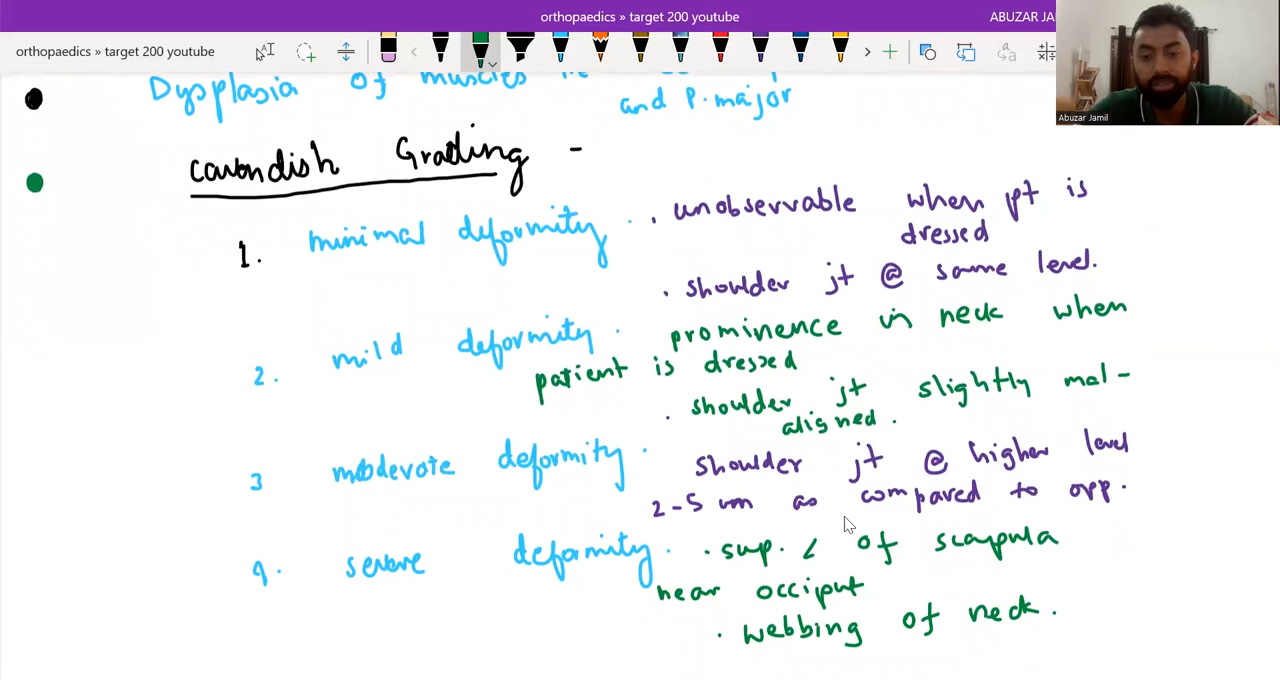 orthopaedics » target 200 youtube
ABUZAR JA
orthopaedics » target 200 youtube
Abuzar Jamil
Dysplasia of muscles
and P. major
Cavendish Grading -
1. minimal deformity . . unobservable when pt is
dressed
. shoulder jt @ same level.
2. mild deformity . prominence in neck when
patient is dressed
. shoulder jt slightly mal-
aligned.
3 moderate deformity . shoulder jt @ higher level
2-5 cm as compared to opp.
4. severe deformity . . sup. ∠ of scapula
near occiput
. webbing of neck.